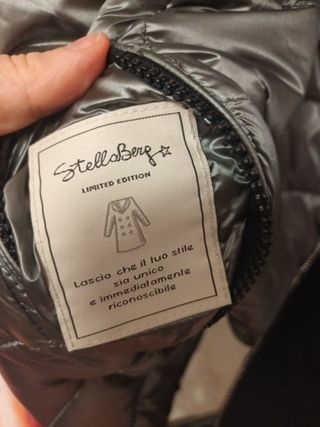 StellaBerg
LIMITED EDITION
Lascia che il tuo stile
sia unico
e immediatamente
riconoscibile